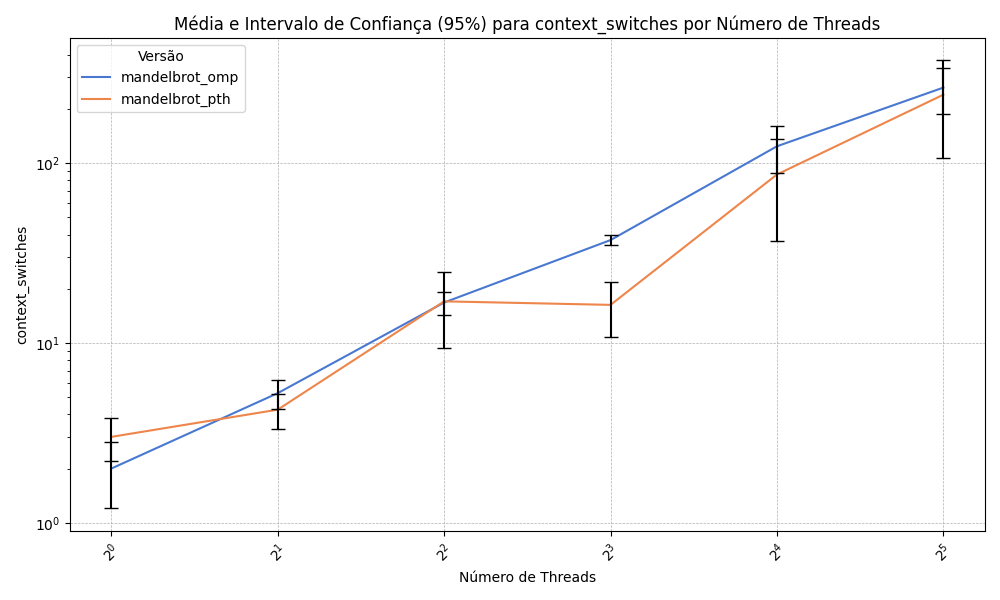 Média e Intervalo de Confiança (95%) para context_switches por Número de Threads
Versão
mandelbrot_omp
mandelbrot_pth
context_switches
10²
10¹
10⁰
2⁰ 2¹ 2² 2³ 2⁴ 2⁵
Número de Threads